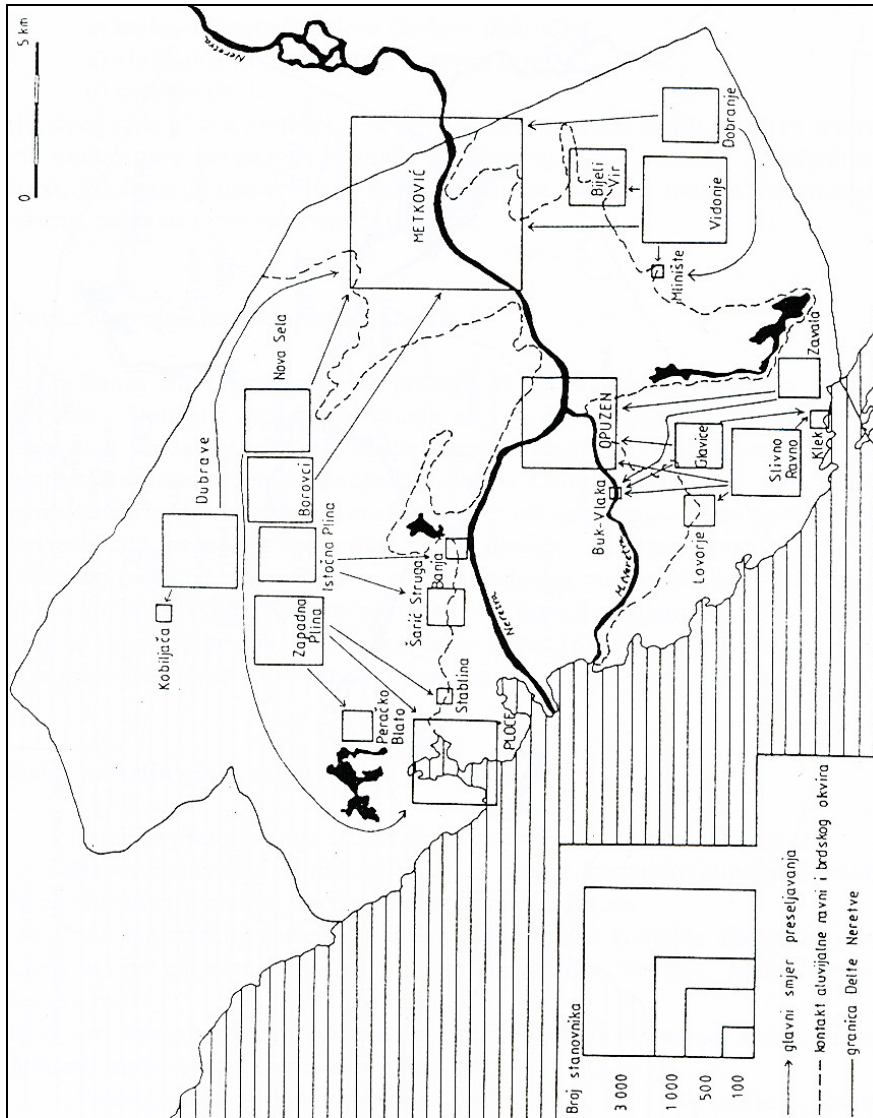 0 5 km
Kobiljača
Dubrave
Neretva
Nova Sela
Zapadna
Plina
Borovci
Istočna Plina
Peračko
Blato
METKOVIĆ
Šarić Struga
Banja
Stablina
Neretva
PLOČE
Broj stanovnika
Bijeli
Vir
Buk-Vlaka
OPUZEN
M. Neretva
3 000
1 000
500
100
Mlinište
Lovorje
Glavice
Vidonje
Dobranje
Slivno
Ravno
Zavala
Klek
glavni smjer preseljavanja
kontakt aluvijalne ravni i brdskog okvira
granica Delte Neretve